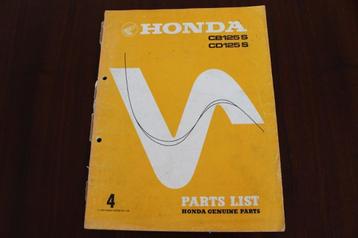 HONDA
CB125S
CD125S
4
PARTS LIST
HONDA GENUINE PARTS